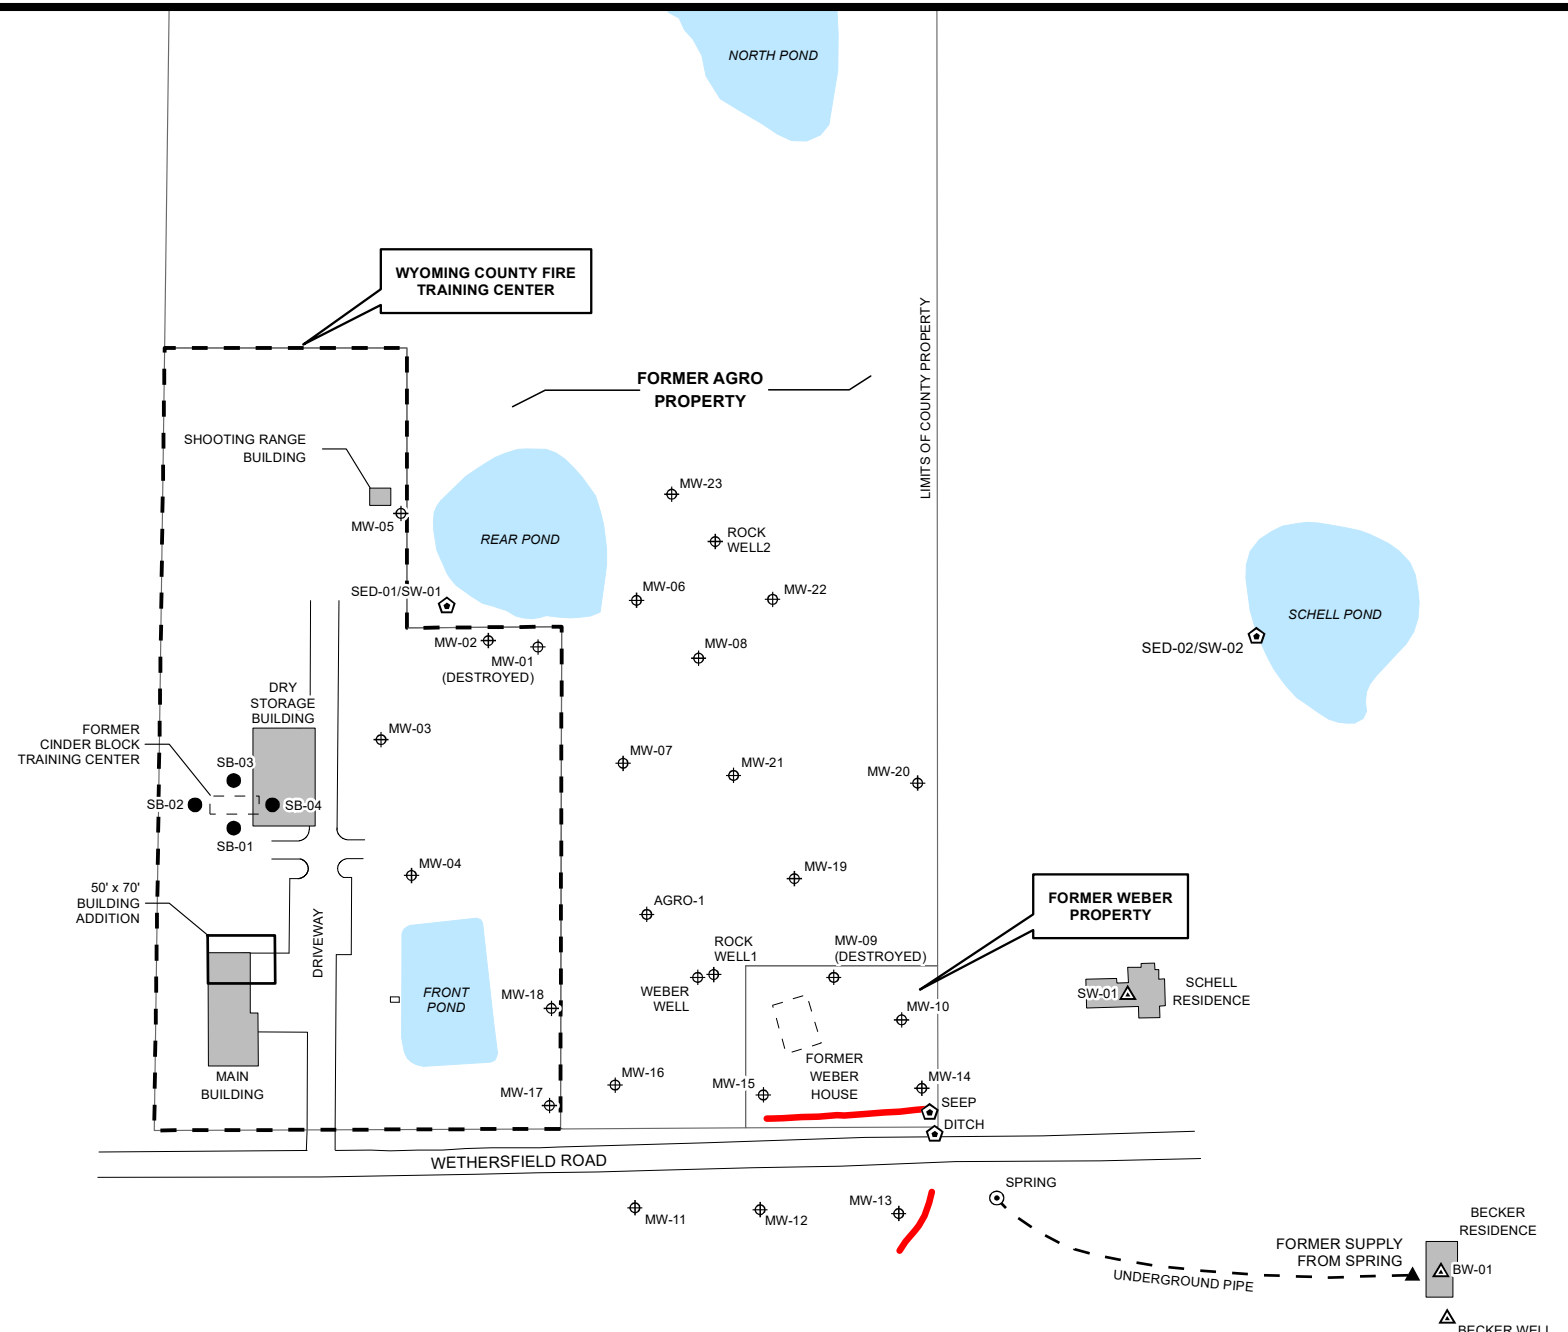 NORTH POND
WYOMING COUNTY FIRE
TRAINING CENTER
FORMER AGRO
PROPERTY
LIMITS OF COUNTY PROPERTY
SHOOTING RANGE
BUILDING
MW-23
MW-05
REAR POND
ROCK
WELL2
SED-01/SW-01
MW-06
MW-22
SCHELL POND
MW-02
MW-01
(DESTROYED)
MW-08
SED-02/SW-02
DRY
STORAGE
BUILDING
FORMER
CINDER BLOCK
TRAINING CENTER
MW-03
SB-03
MW-07
MW-21
MW-20
SB-02
SB-04
SB-01
MW-04
MW-19
50' x 70'
BUILDING
ADDITION
AGRO-1
FORMER WEBER
PROPERTY
DRIVEWAY
ROCK
WELL1
MW-09
(DESTROYED)
WEBER
WELL
FRONT
POND
MW-18
SW-01
SCHELL
RESIDENCE
MW-10
MAIN
BUILDING
MW-16
MW-15
FORMER
WEBER
HOUSE
MW-14
MW-17
SEEP
DITCH
WETHERSFIELD ROAD
SPRING
MW-11
MW-12
MW-13
BECKER
RESIDENCE
FORMER SUPPLY
FROM SPRING
UNDERGROUND PIPE
BW-01
BECKER WELL